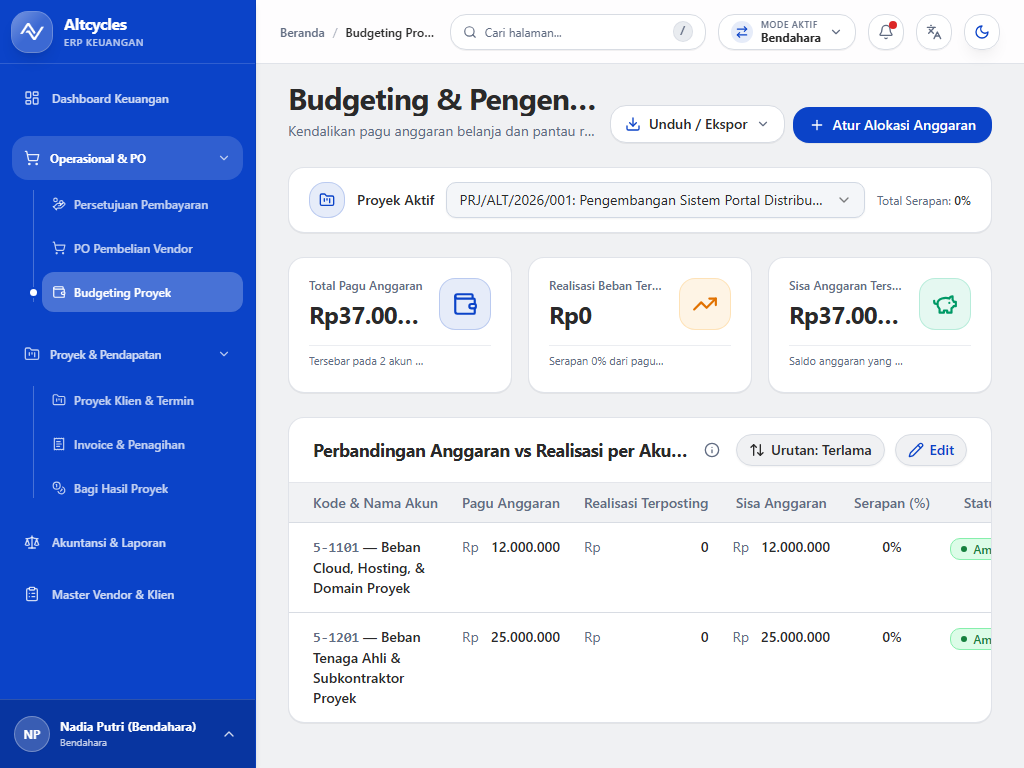 Altcycles
ERP KEUANGAN
Dashboard Keuangan
Operasional & PO
Persetujuan Pembayaran
PO Pembelian Vendor
Budgeting Proyek
Proyek & Pendapatan
Proyek Klien & Termin
Invoice & Penagihan
Bagi Hasil Proyek
Akuntansi & Laporan
Master Vendor & Klien
NP
Nadia Putri (Bendahara)
Bendahara
Beranda / Budgeting Pro...
Cari halaman... /
MODE AKTIF
Bendahara
Budgeting & Pengen...
Kendalikan pagu anggaran belanja dan pantau r...
Unduh / Ekspor
+ Atur Alokasi Anggaran
Proyek Aktif
PRJ/ALT/2026/001: Pengembangan Sistem Portal Distribu...
Total Serapan: 0%
Total Pagu Anggaran
Rp37.00...
Tersebar pada 2 akun ...
Realisasi Beban Ter...
Rp0
Serapan 0% dari pagu...
Sisa Anggaran Ters...
Rp37.00...
Saldo anggaran yang ...
Perbandingan Anggaran vs Realisasi per Aku...
Urutan: Terlama
Edit
Kode & Nama Akun Pagu Anggaran Realisasi Terposting Sisa Anggaran Serapan (%) Statu
5-1101 — Beban Rp 12.000.000 Rp 0 Rp 12.000.000 0% Am
Cloud, Hosting, &
Domain Proyek
5-1201 — Beban Rp 25.000.000 Rp 0 Rp 25.000.000 0% Am
Tenaga Ahli &
Subkontraktor
Proyek